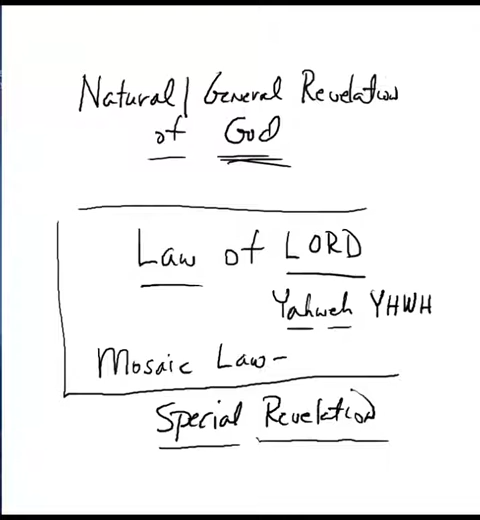 Natural/General Revelation
of God
Law of LORD
Yahweh YHWH
Mosaic Law-
Special Revelation